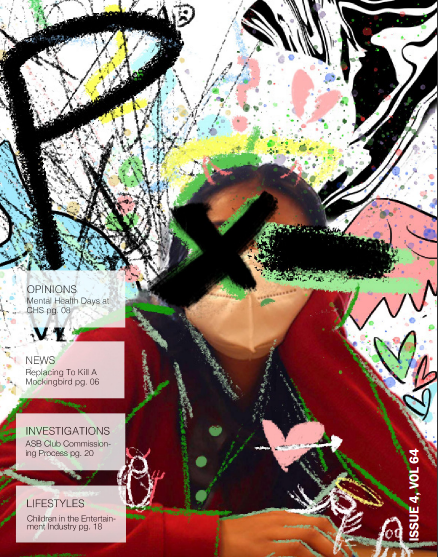 P
OPINIONS
Mental Health Days at
CHS pg. 08
NEWS
Replacing To Kill A
Mockingbird pg. 06
INVESTIGATIONS
ASB Club Commission-
ing Process pg. 20
LIFESTYLES
Children in the Entertain-
ment Industry pg. 18
ISSUE 4, VOL 64